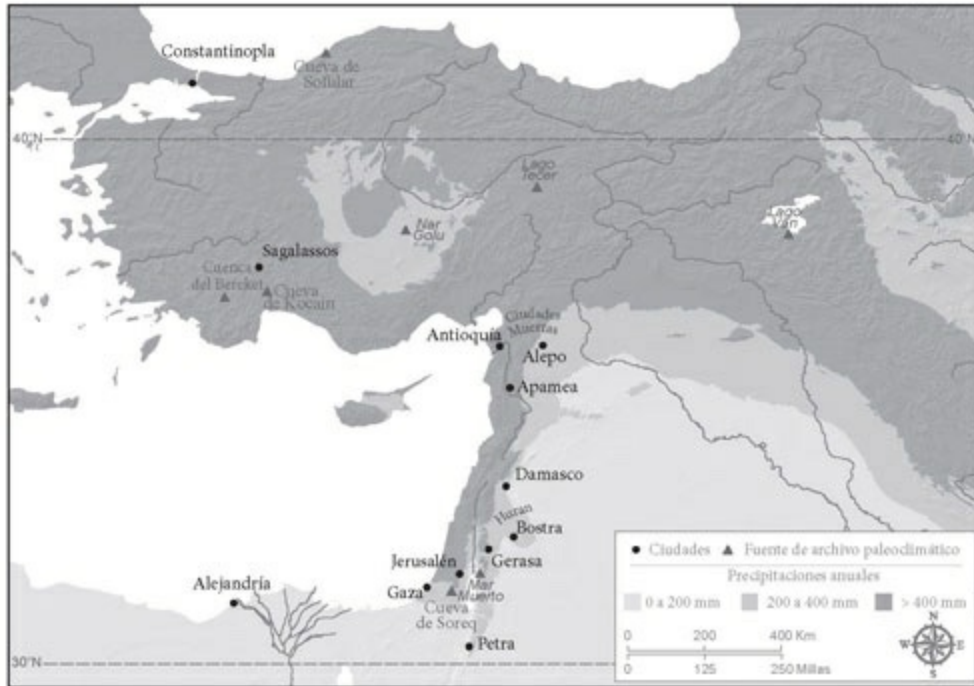 Constantinopla
Cueva de
Sofular
40°N
40°N
Lago
Tecer
Nar
Golu
Lago
Van
Sagalassos
Cuenca
del Bereket
Cueva
de Kocain
Ciudades
Muertas
Antioquía
Alepo
Apamea
Damasco
Huran
Bostra
Jerusalén
Gerasa
Alejandría
Gaza
Mar
Muerto
Cueva
de Soreq
Petra
30°N
Ciudades
Fuente de archivo paleoclimático
Precipitaciones anuales
0 a 200 mm
200 a 400 mm
> 400 mm
0 200 400 Km
0 125 250 Millas
N
W E
S